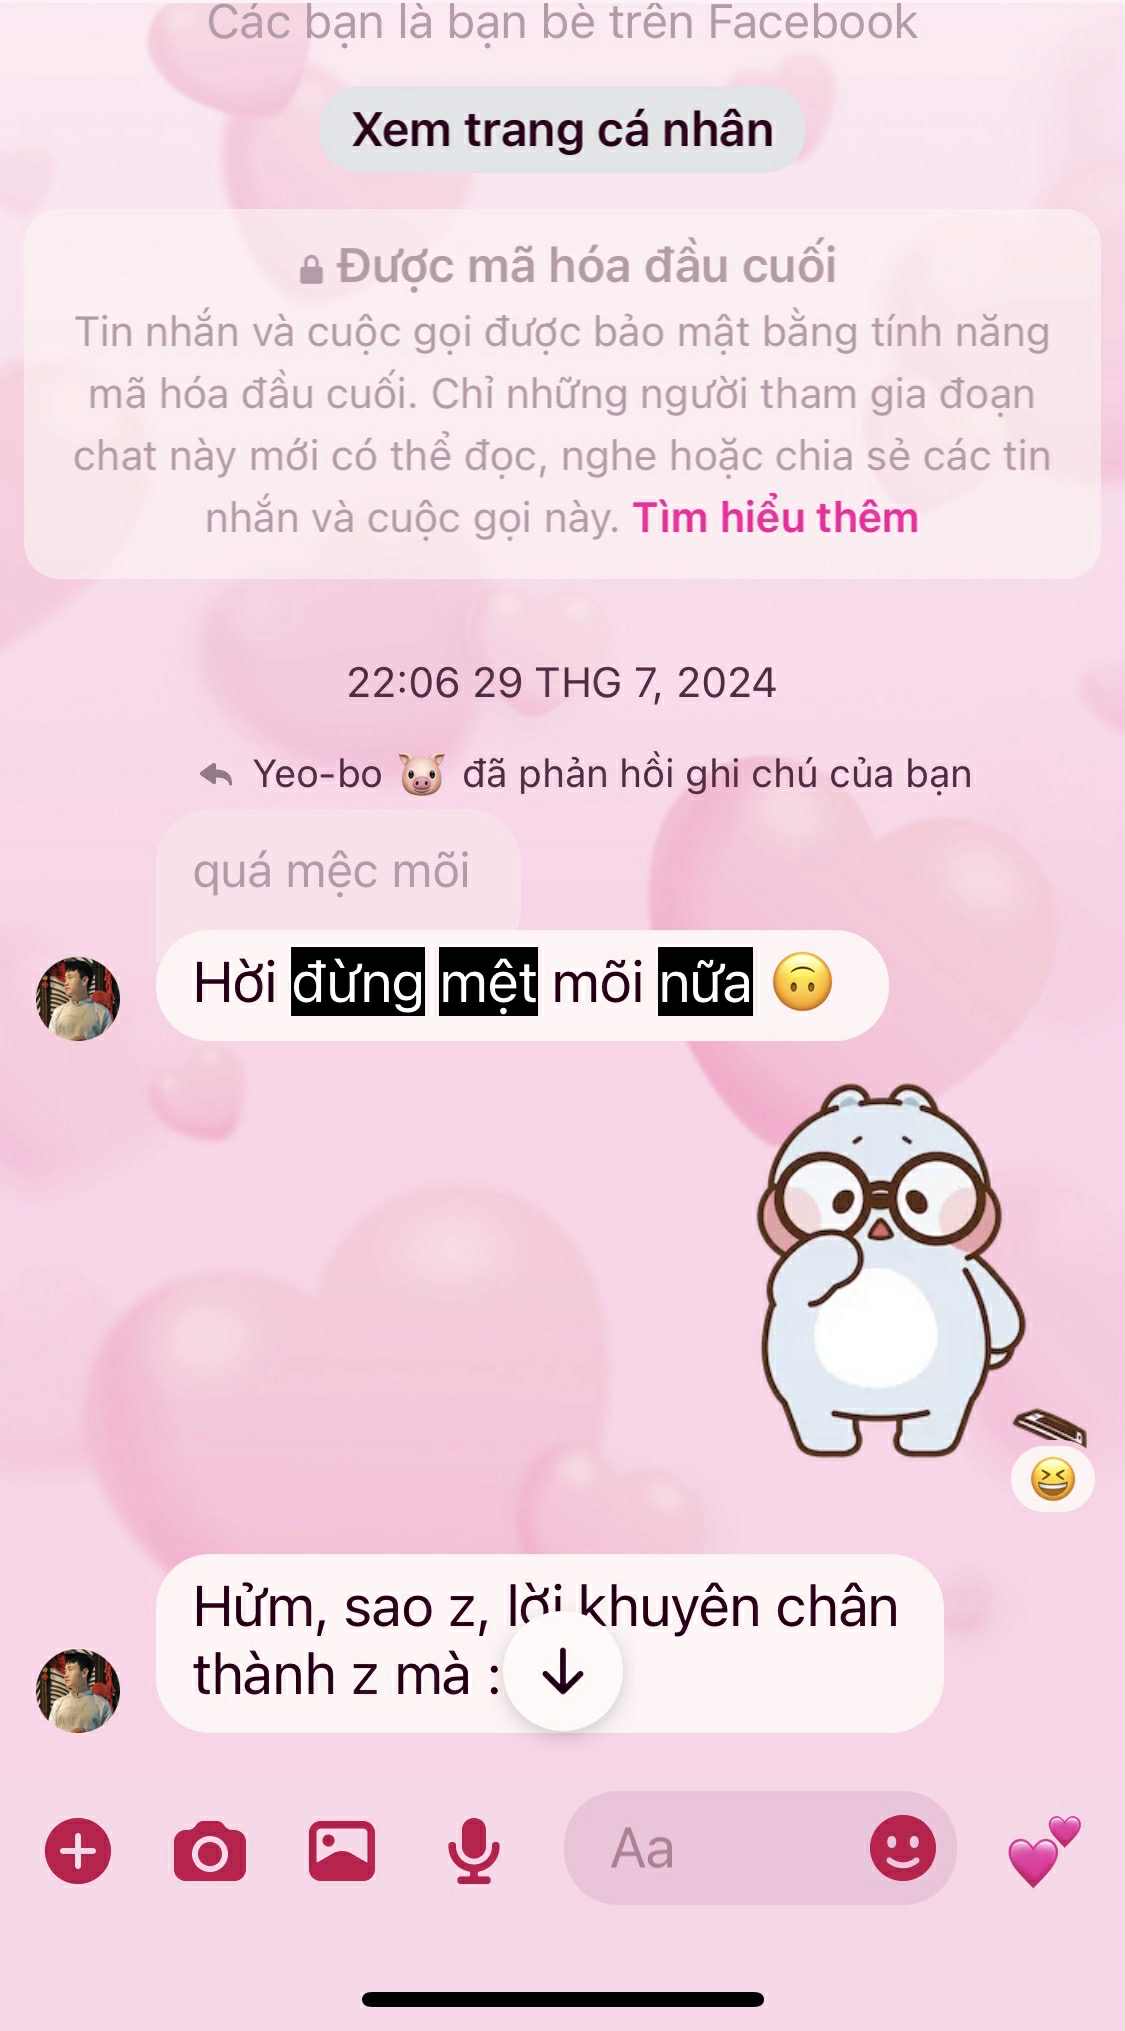 Các bạn là bạn bè trên Facebook
Xem trang cá nhân
Được mã hóa đầu cuối
Tin nhắn và cuộc gọi được bảo mật bằng tính năng
mã hóa đầu cuối. Chỉ những người tham gia đoạn
chat này mới có thể đọc, nghe hoặc chia sẻ các tin
nhắn và cuộc gọi này. Tìm hiểu thêm
22:06 29 THG 7, 2024
Yeo-bo 🐷 đã phản hồi ghi chú của bạn
quá mệc mõi
Hời đừng mệt mõi nữa 🙃
Hửm, sao z, lời khuyên chân
thành z mà :
Aa